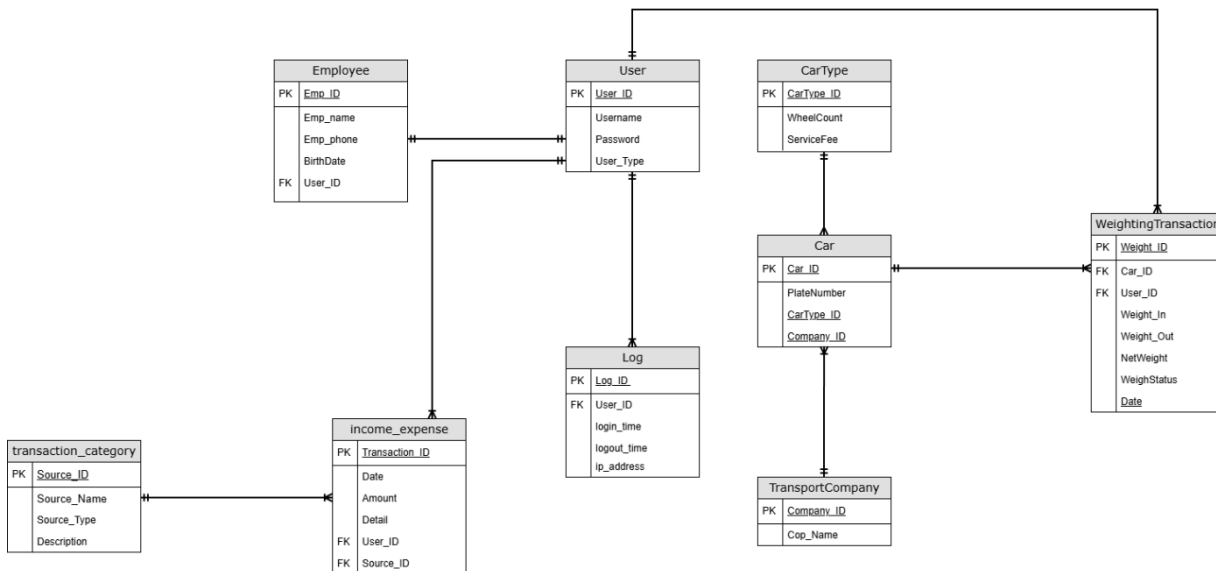 Employee
PK Emp_ID
Emp_name
Emp_phone
BirthDate
FK User_ID
User
PK User_ID
Username
Password
User_Type
CarType
PK CarType_ID
WheelCount
ServiceFee
WeightingTransaction
PK Weight_ID
FK Car_ID
FK User_ID
Weight_In
Weight_Out
NetWeight
WeighStatus
Date
Car
PK Car_ID
PlateNumber
CarType_ID
Company_ID
Log
PK Log_ID
FK User_ID
login_time
logout_time
ip_address
income_expense
PK Transaction_ID
Date
Amount
Detail
FK User_ID
FK Source_ID
transaction_category
PK Source_ID
Source_Name
Source_Type
Description
TransportCompany
PK Company_ID
Cop_Name